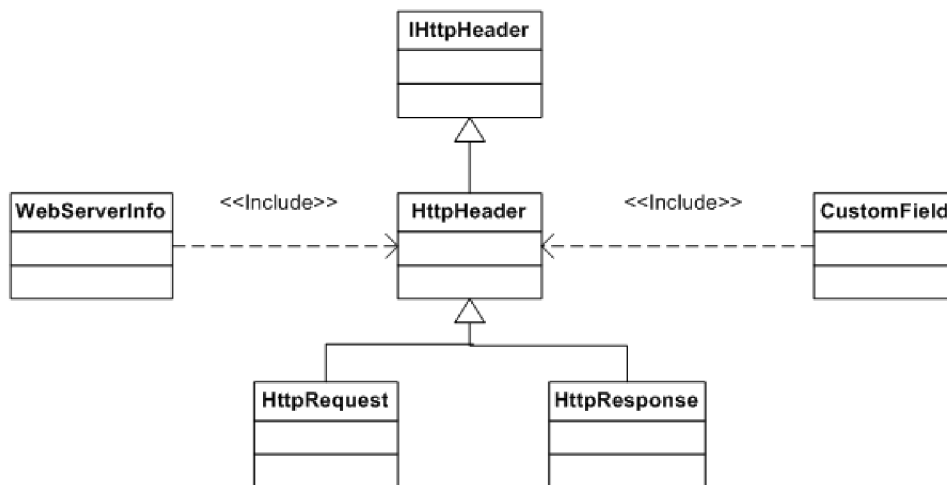 IHttpHeader
<<Include>>
<<Include>>
WebServerInfo
HttpHeader
CustomField
HttpRequest
HttpResponse